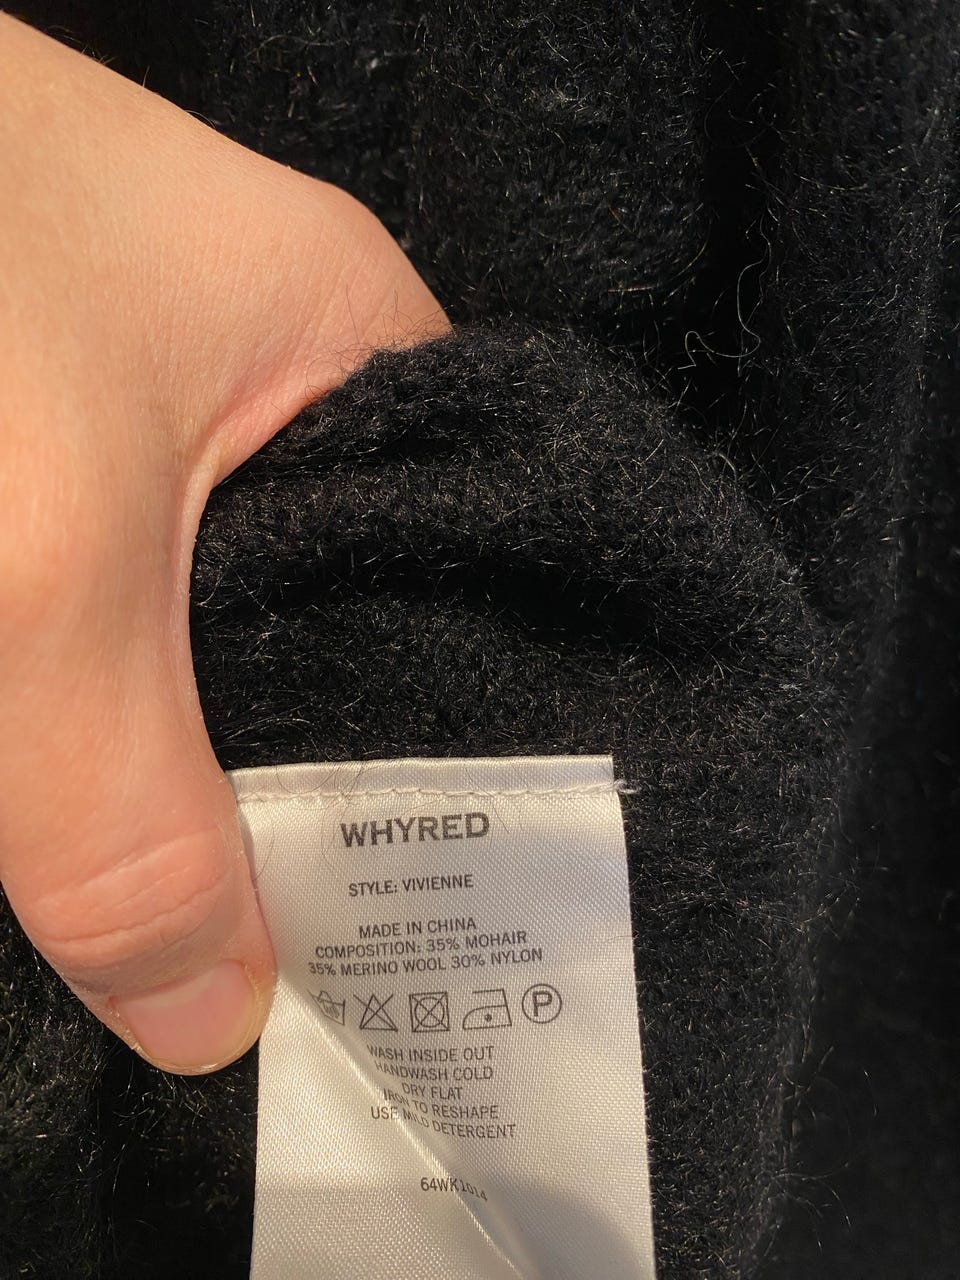 WHYRED
STYLE: VIVIENNE
MADE IN CHINA
COMPOSITION: 35% MOHAIR
35% MERINO WOOL 30% NYLON
P
WASH INSIDE OUT
HANDWASH COLD
DRY FLAT
IRON TO RESHAPE
USE MILD DETERGENT
64WK1014